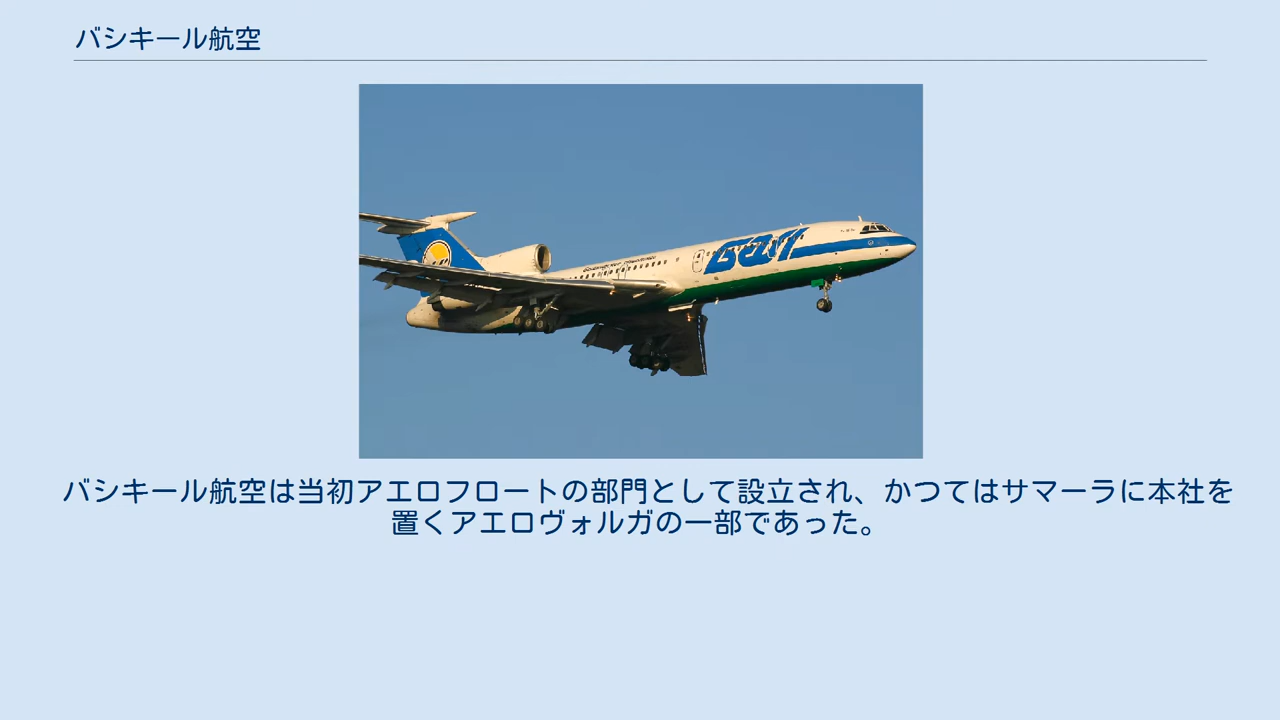 バシキール航空
БАЛ
バシキール航空は当初アエロフロートの部門として設立され、かつてはサマーラに本社を
置くアエロヴォルガの一部であった。